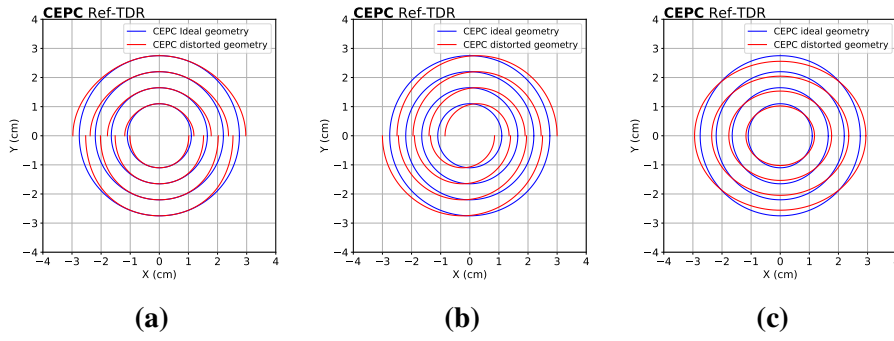 CEPC Ref-TDR
CEPC Ideal geometry
CEPC distorted geometry
4
3
2
1
0
−1
−2
−3
−4
Y (cm)
−4 −3 −2 −1 0 1 2 3 4
X (cm)
(a)
CEPC Ref-TDR
CEPC ideal geometry
CEPC distorted geometry
4
3
2
1
0
−1
−2
−3
−4
Y (cm)
−4 −3 −2 −1 0 1 2 3 4
X (cm)
(b)
CEPC Ref-TDR
CEPC ideal geometry
CEPC distorted geometry
4
3
2
1
0
−1
−2
−3
−4
Y (cm)
−4 −3 −2 −1 0 1 2 3 4
X (cm)
(c)